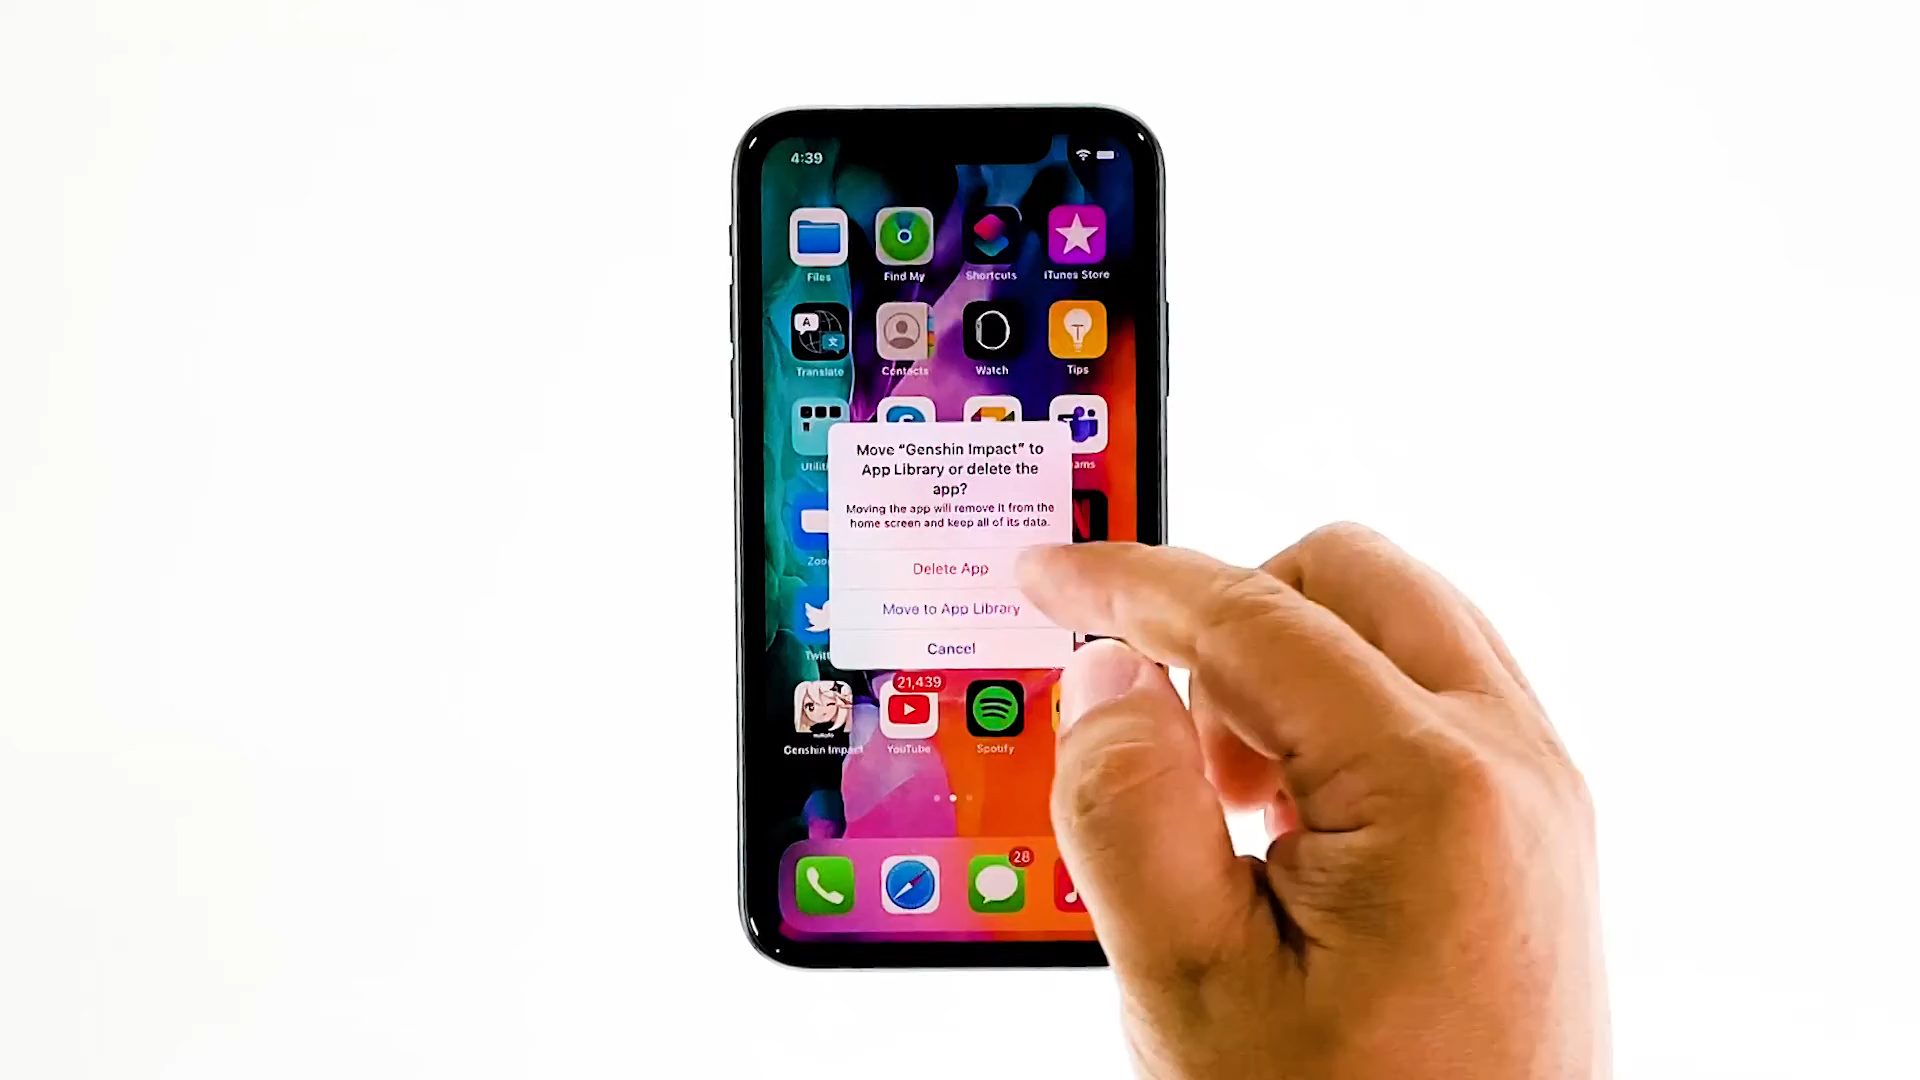 4:39
Files
Find My
Shortcuts
iTunes Store
Translate
Contacts
Watch
Tips
Move “Genshin Impact” to
App Library or delete the
app?
Moving the app will remove it from the
home screen and keep all of its data.
Delete App
Move to App Library
Cancel
21,439
Genshin Impact
YouTube
Spotify
28